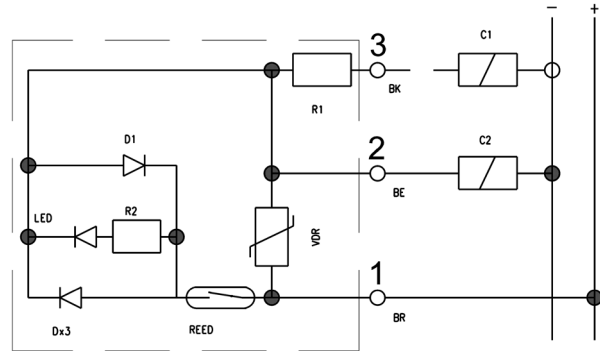 − +
3 C1
BK
R1
2 C2
D1
BE
LED R2
VDR
1
BR
Dx3 REED